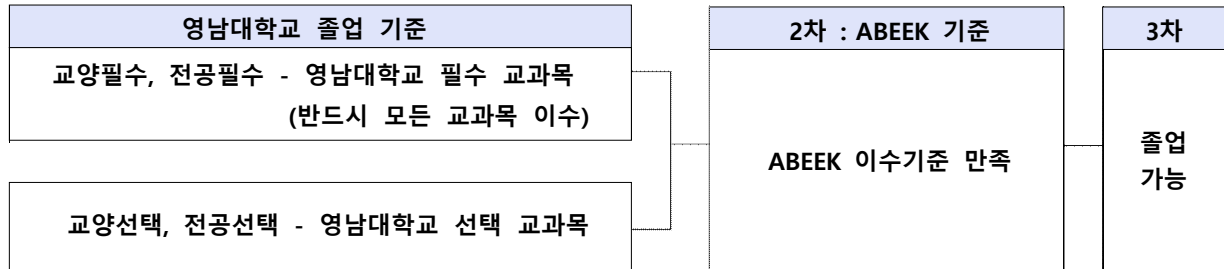 영남대학교 졸업 기준
교양필수, 전공필수 - 영남대학교 필수 교과목
(반드시 모든 교과목 이수)
교양선택, 전공선택 - 영남대학교 선택 교과목
2차 : ABEEK 기준
ABEEK 이수기준 만족
3차
졸업
가능